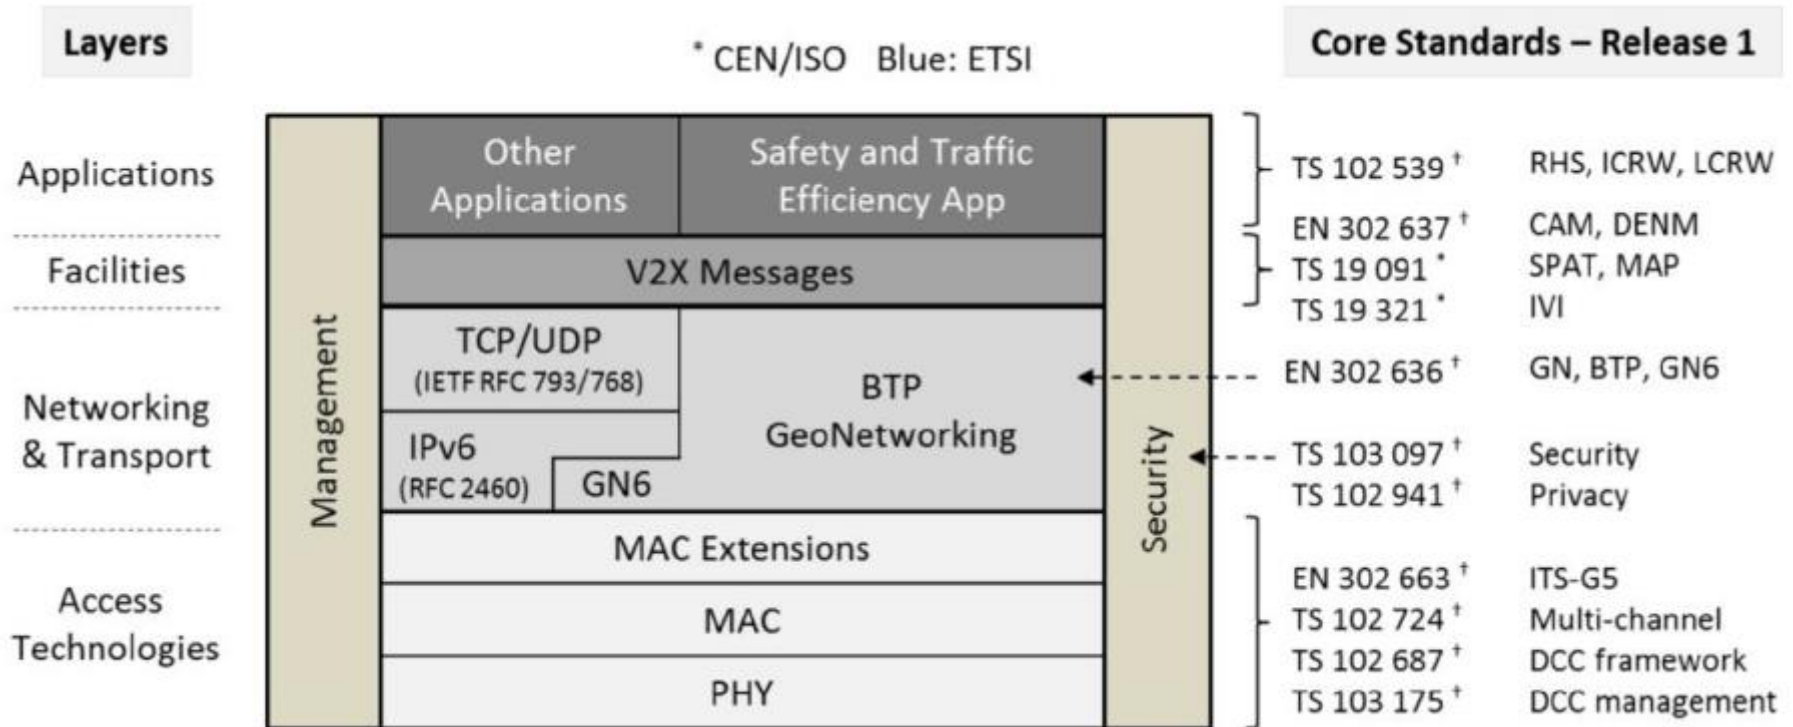 Layers
* CEN/ISO Blue: ETSI
Core Standards – Release 1
Applications
Facilities
Networking
& Transport
Access
Technologies
Management
Other
Applications
Safety and Traffic
Efficiency App
V2X Messages
TCP/UDP
(IETF RFC 793/768)
IPv6
(RFC 2460)
GN6
BTP
GeoNetworking
MAC Extensions
MAC
PHY
Security
TS 102 539 † RHS, ICRW, LCRW
EN 302 637 † CAM, DENM
TS 19 091 * SPAT, MAP
TS 19 321 * IVI
EN 302 636 † GN, BTP, GN6
TS 103 097 † Security
TS 102 941 † Privacy
EN 302 663 † ITS-G5
TS 102 724 † Multi-channel
TS 102 687 † DCC framework
TS 103 175 † DCC management